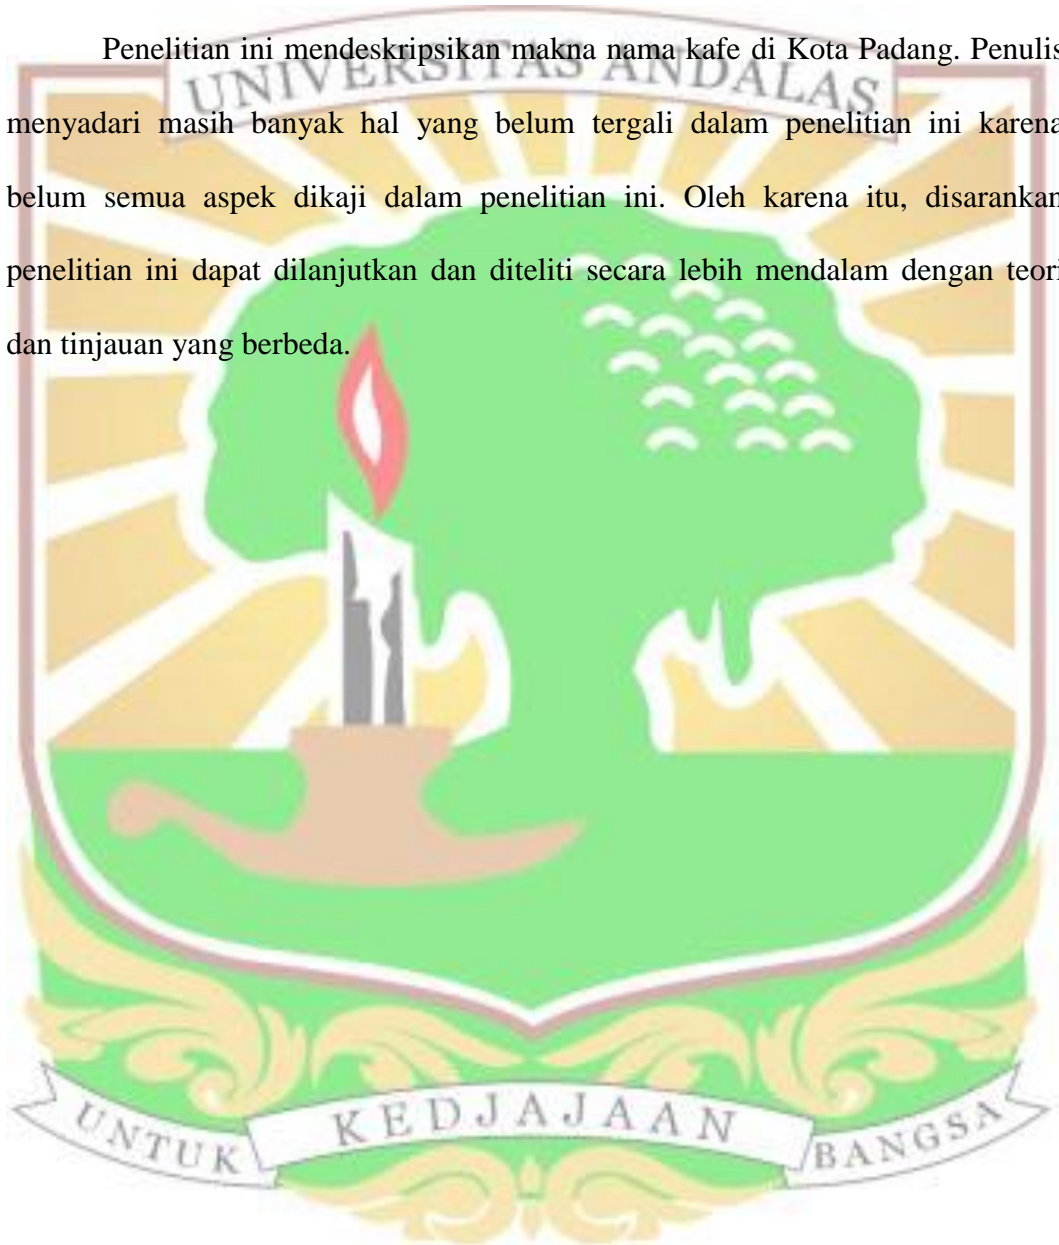 Penelitian ini mendeskripsikan makna nama kafe di Kota Padang. Penulis
UNIVERSITAS ANDALAS
menyadari masih banyak hal yang belum tergali dalam penelitian ini karena
belum semua aspek dikaji dalam penelitian ini. Oleh karena itu, disarankan
penelitian ini dapat dilanjutkan dan diteliti secara lebih mendalam dengan teori
dan tinjauan yang berbeda.
UNTUK KEDJAJAAN BANGSA